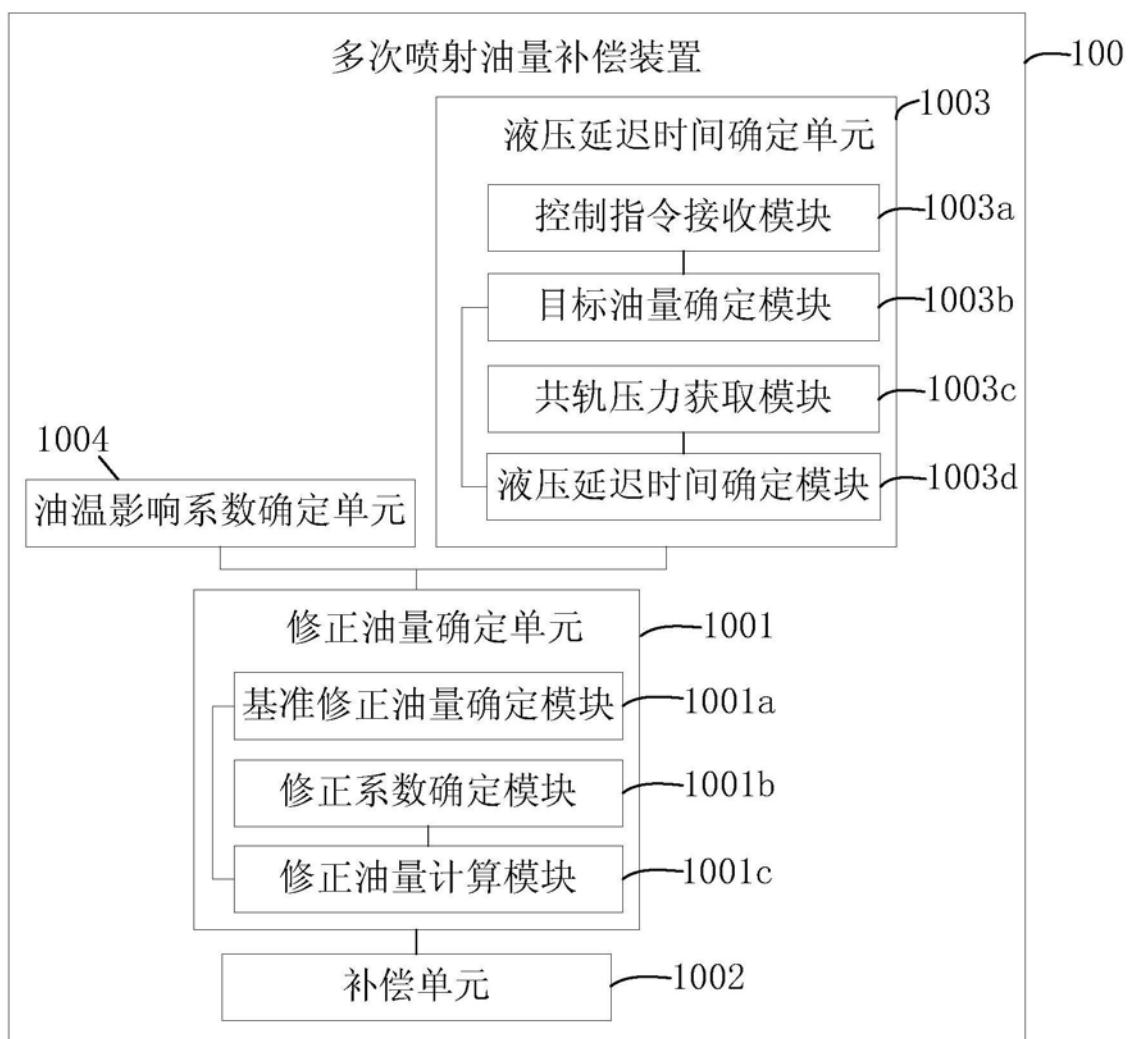 多次喷射油量补偿装置
100
1003
液压延迟时间确定单元
控制指令接收模块
1003a
目标油量确定模块
1003b
共轨压力获取模块
1003c
液压延迟时间确定模块
1003d
1004
油温影响系数确定单元
修正油量确定单元
1001
基准修正油量确定模块
1001a
修正系数确定模块
1001b
修正油量计算模块
1001c
补偿单元
1002